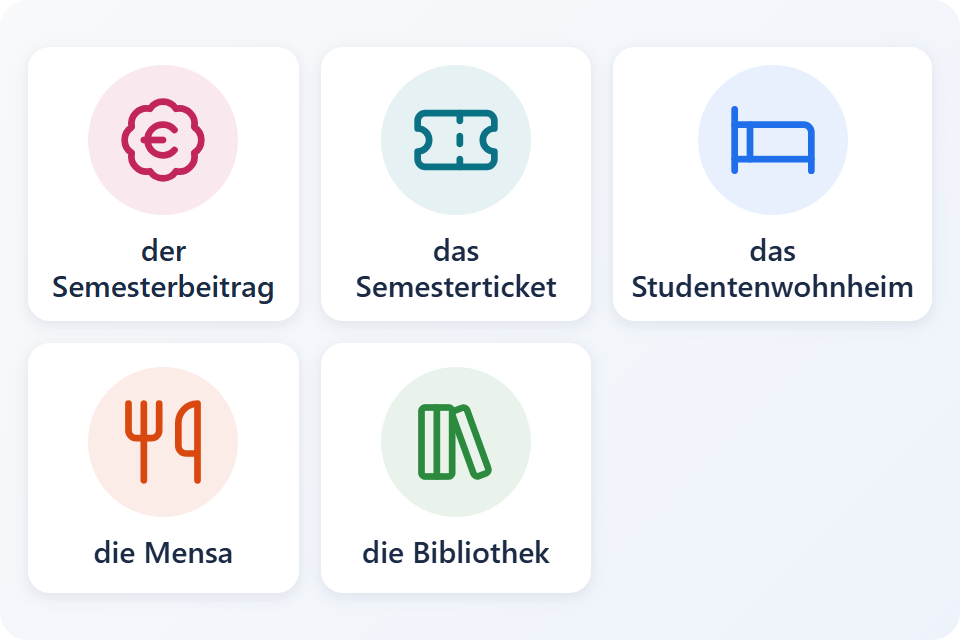 der
Semesterbeitrag
das
Semesterticket
das
Studentenwohnheim
die Mensa
die Bibliothek